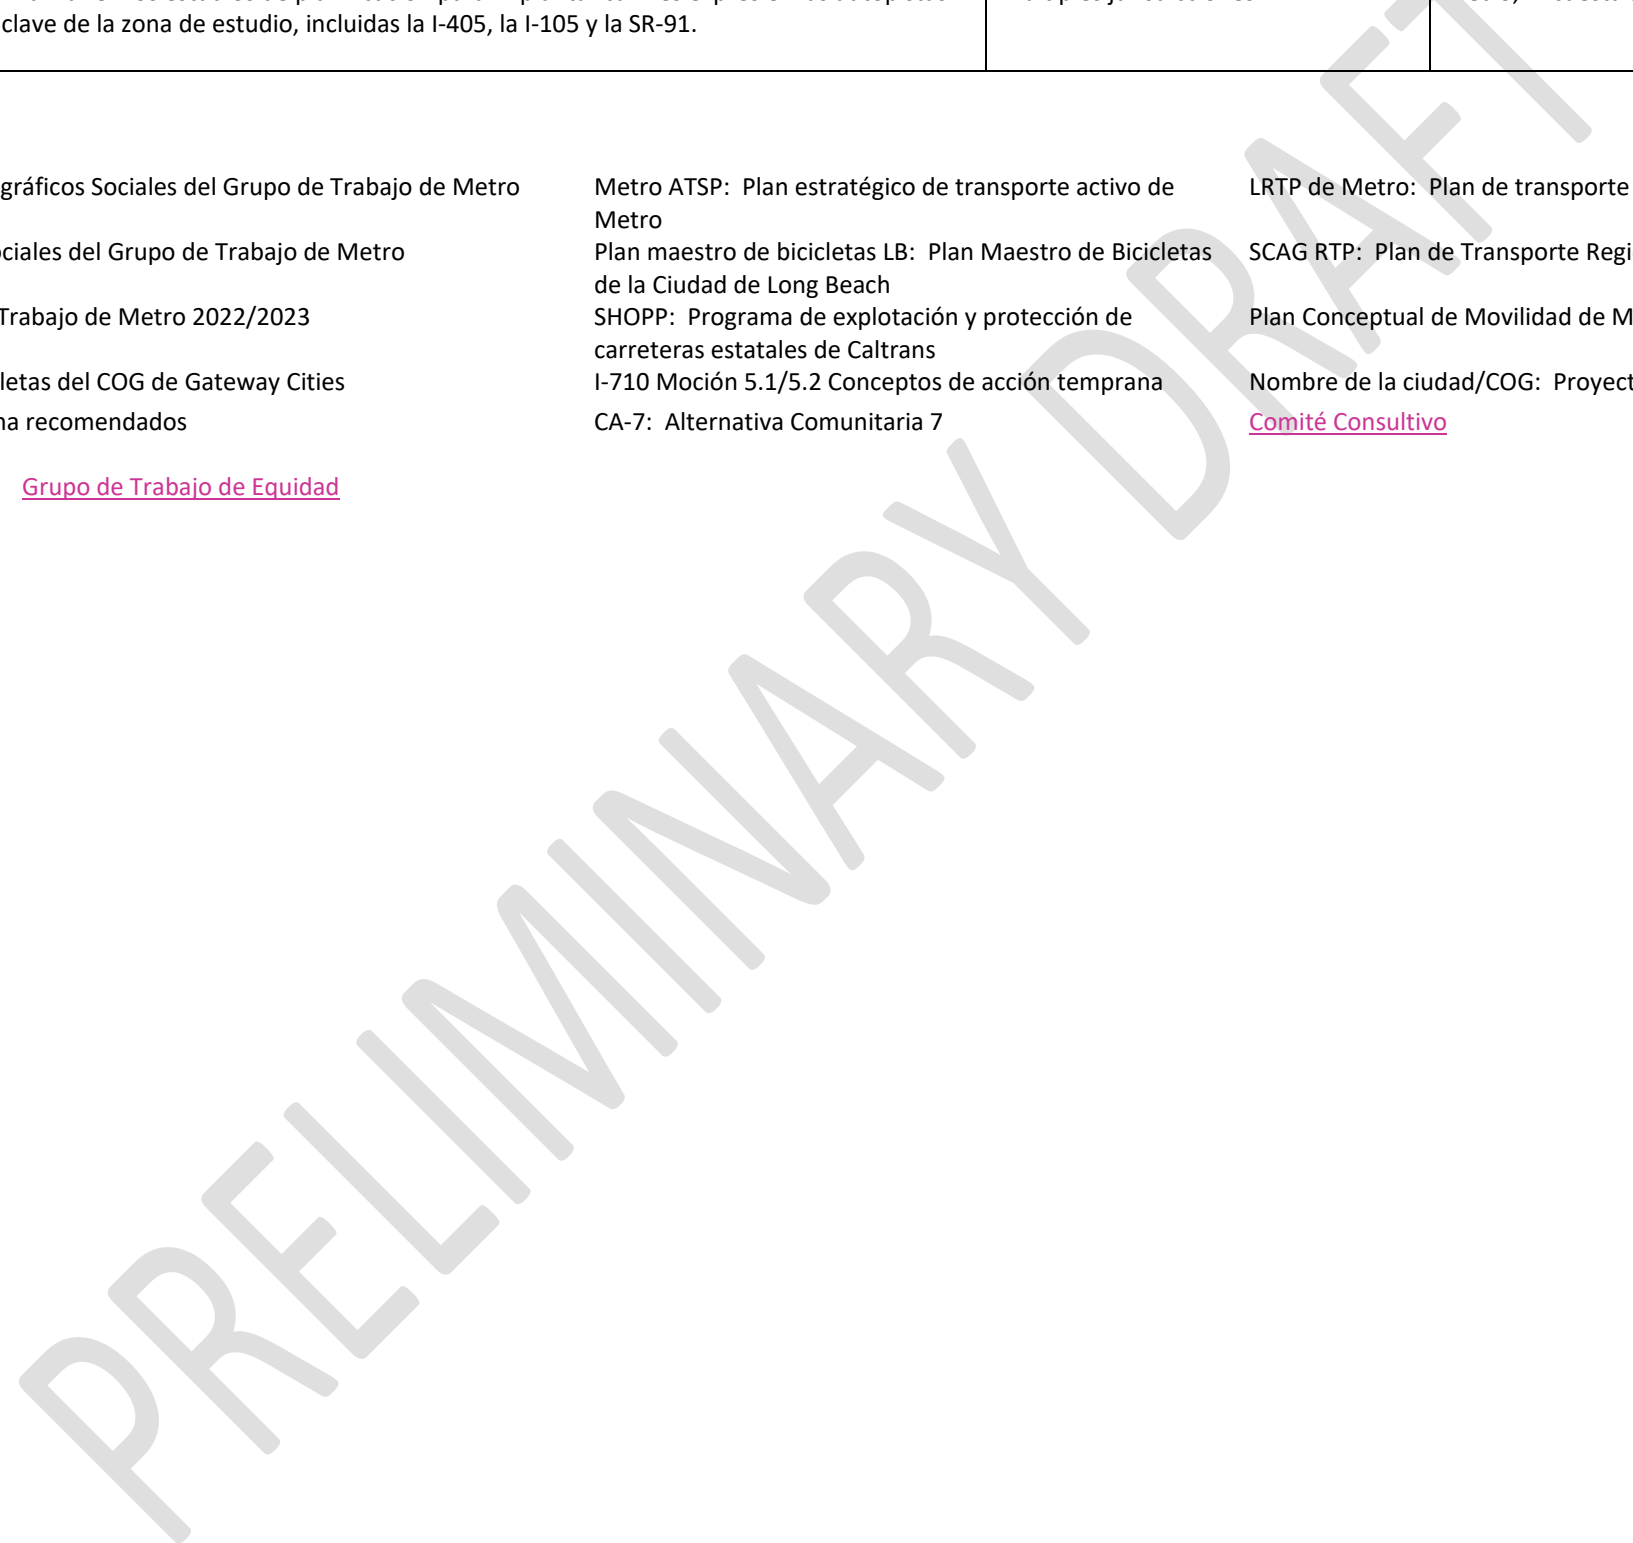 clave de la zona de estudio, incluidas la I-405, la I-105 y la SR-91.
gráficos Sociales del Grupo de Trabajo de Metro
ociales del Grupo de Trabajo de Metro
Trabajo de Metro 2022/2023
letas del COG de Gateway Cities
na recomendados
Grupo de Trabajo de Equidad
Metro ATSP: Plan estratégico de transporte activo de
Metro
Plan maestro de bicicletas LB: Plan Maestro de Bicicletas
de la Ciudad de Long Beach
SHOPP: Programa de explotación y protección de
carreteras estatales de Caltrans
I-710 Moción 5.1/5.2 Conceptos de acción temprana
CA-7: Alternativa Comunitaria 7
LRTP de Metro: Plan de transporte
SCAG RTP: Plan de Transporte Regi
Plan Conceptual de Movilidad de M
Nombre de la ciudad/COG: Proyect
Comité Consultivo
PRELIMINARY DRAFT